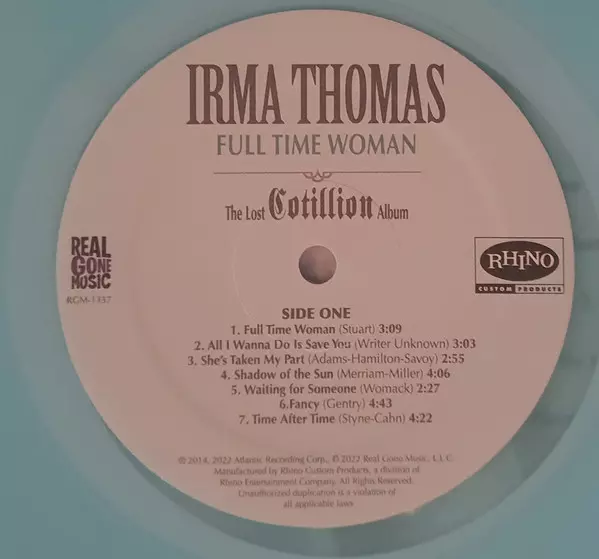 IRMA THOMAS
FULL TIME WOMAN
The Lost Cotillion Album
REAL
GONE
MUSIC
RGM-1337
RHINO
CUSTOM PRODUCTS
SIDE ONE
1. Full Time Woman (Stuart) 3:09
2. All I Wanna Do Is Save You (Writer Unknown) 3:03
3. She's Taken My Part (Adams-Hamilton-Savoy) 2:55
4. Shadow of the Sun (Merriam-Miller) 4:06
5. Waiting for Someone (Womack) 2:27
6.Fancy (Gentry) 4:43
7. Time After Time (Styne-Cahn) 4:22
℗ 2014, 2022 Atlantic Recording Corp., © 2022 Real Gone Music, L.L.C.
Manufactured by Rhino Custom Products, a division of
Rhino Entertainment Company. All Rights Reserved.
Unauthorized duplication is a violation of
all applicable laws